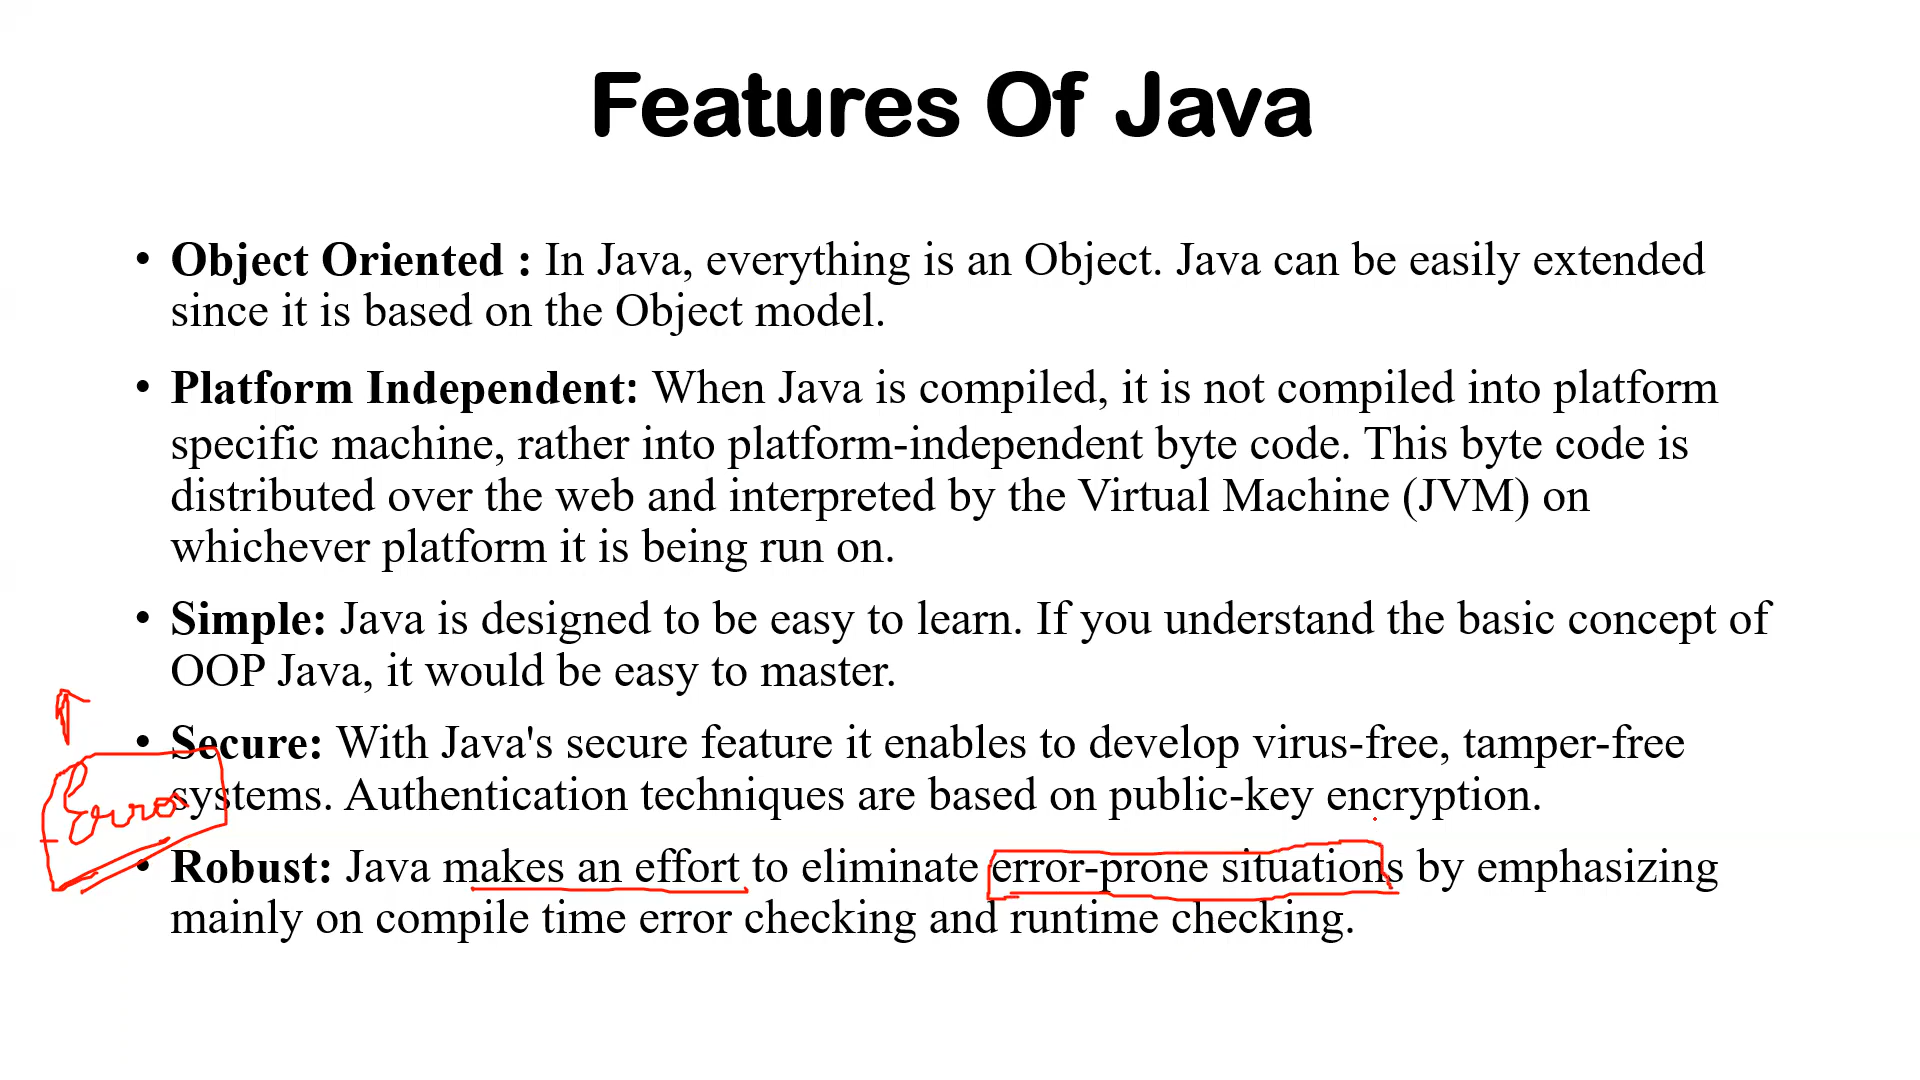 Features Of Java
• Object Oriented : In Java, everything is an Object. Java can be easily extended
since it is based on the Object model.
• Platform Independent: When Java is compiled, it is not compiled into platform
specific machine, rather into platform-independent byte code. This byte code is
distributed over the web and interpreted by the Virtual Machine (JVM) on
whichever platform it is being run on.
• Simple: Java is designed to be easy to learn. If you understand the basic concept of
OOP Java, it would be easy to master.
• Secure: With Java's secure feature it enables to develop virus-free, tamper-free
systems. Authentication techniques are based on public-key encryption.
• Robust: Java makes an effort to eliminate error-prone situations by emphasizing
mainly on compile time error checking and runtime checking.